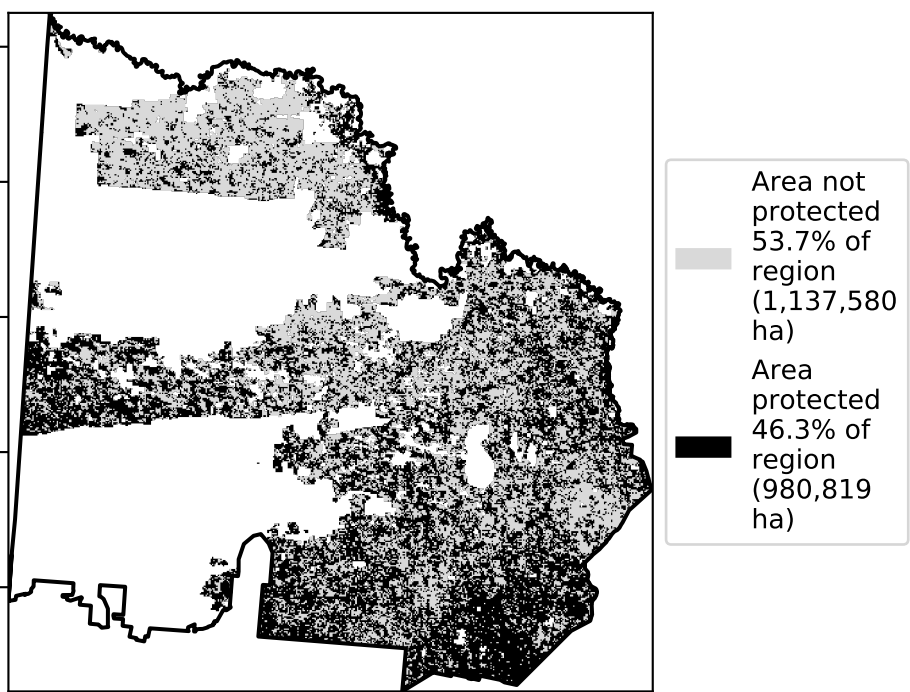 Area not
protected
53.7% of
region
(1,137,580
ha)
Area
protected
46.3% of
region
(980,819
ha)